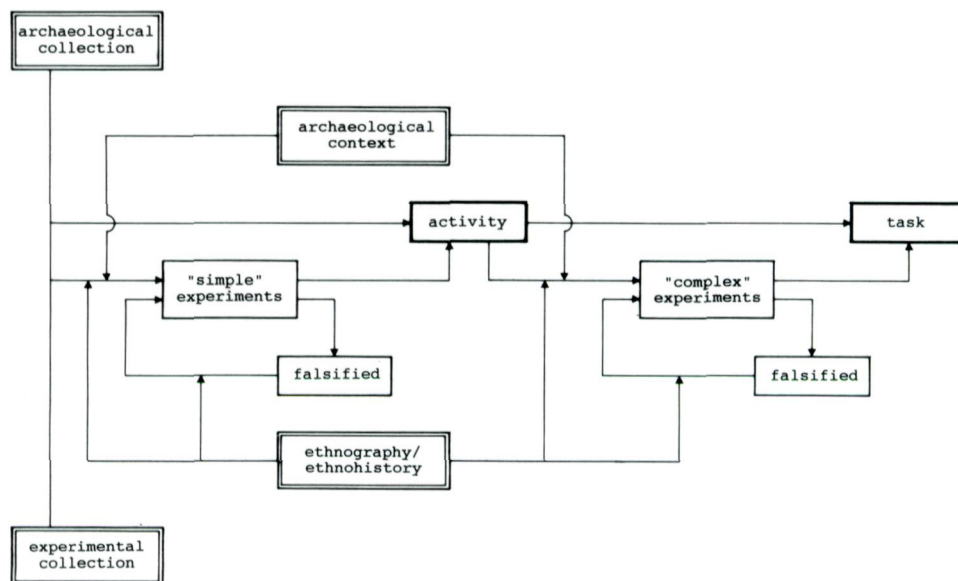 archaeological
collection
archaeological
context
activity
task
"simple"
experiments
"complex"
experiments
falsified
falsified
ethnography/
ethnohistory
experimental
collection